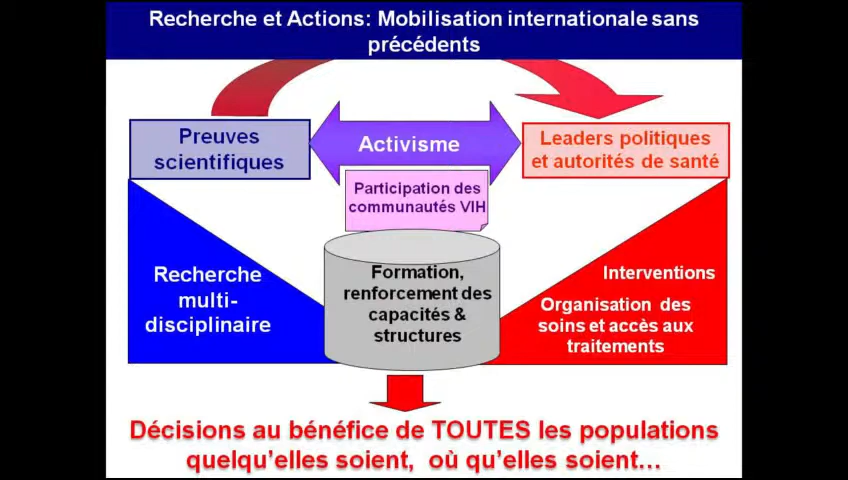 Recherche et Actions: Mobilisation internationale sans
précédents
Preuves
scientifiques
Activisme
Leaders politiques
et autorités de santé
Participation des
communautés VIH
Recherche
multi-
disciplinaire
Formation,
renforcement des
capacités &
structures
Interventions
Organisation des
soins et accès aux
traitements
Décisions au bénéfice de TOUTES les populations
quelqu'elles soient, où qu'elles soient...